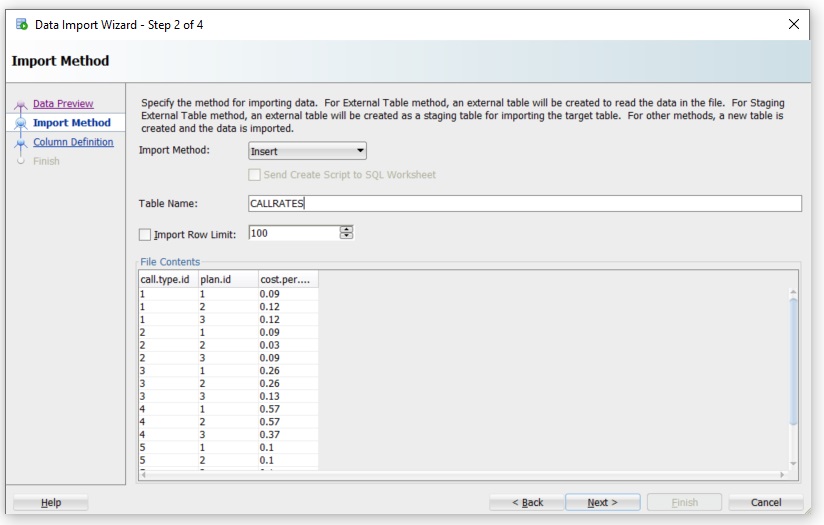 Data Import Wizard - Step 2 of 4
Import Method
Data Preview
Import Method
Column Definition
Finish
Specify the method for importing data. For External Table method, an external table will be created to read the data in the file. For Staging
External Table method, an external table will be created as a staging table for importing the target table. For other methods, a new table is
created and the data is imported.
Import Method: Insert
Send Create Script to SQL Worksheet
Table Name: CALLRATES
Import Row Limit: 100
File Contents
call.type.id plan.id cost.per....
1 1 0.09
1 2 0.12
1 3 0.12
2 1 0.09
2 2 0.03
2 3 0.09
3 1 0.26
3 2 0.26
3 3 0.13
4 1 0.57
4 2 0.57
4 3 0.37
5 1 0.1
5 2 0.1
Help < Back Next > Finish Cancel